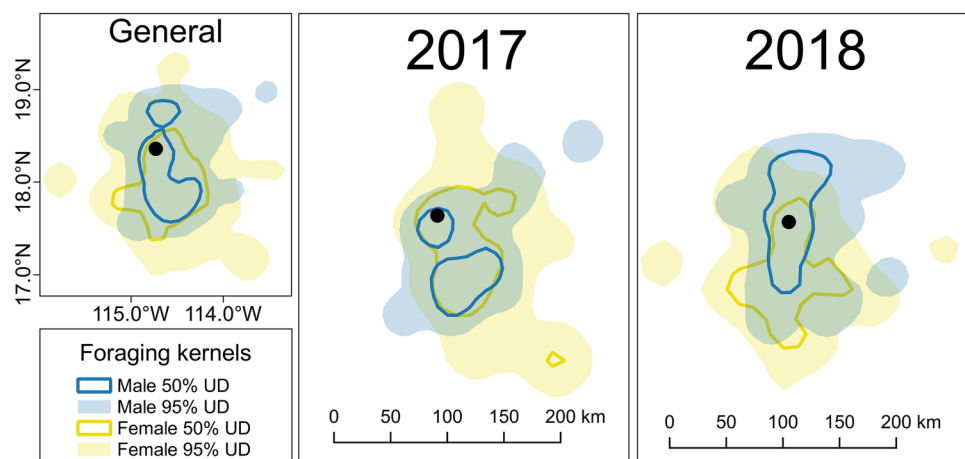 General
19.0°N
18.0°N
17.0°N
115.0°W 114.0°W
Foraging kernels
Male 50% UD
Male 95% UD
Female 50% UD
Female 95% UD
2017
0 50 100 150 200 km
2018
0 50 100 150 200 km